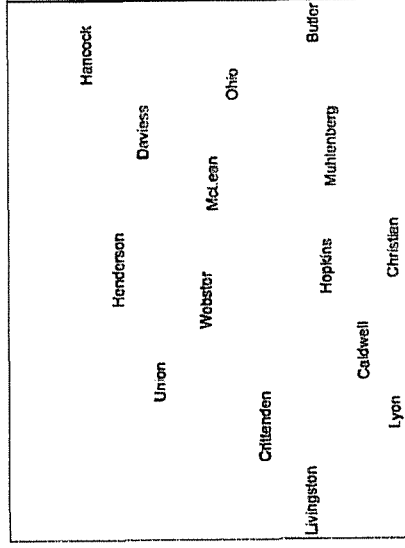 Hancock
Henderson
Daviess
Union
Webster
McLean
Ohio
Crittenden
Livingston
Butler
Hopkins
Muhlenberg
Caldwell
Christian
Lyon